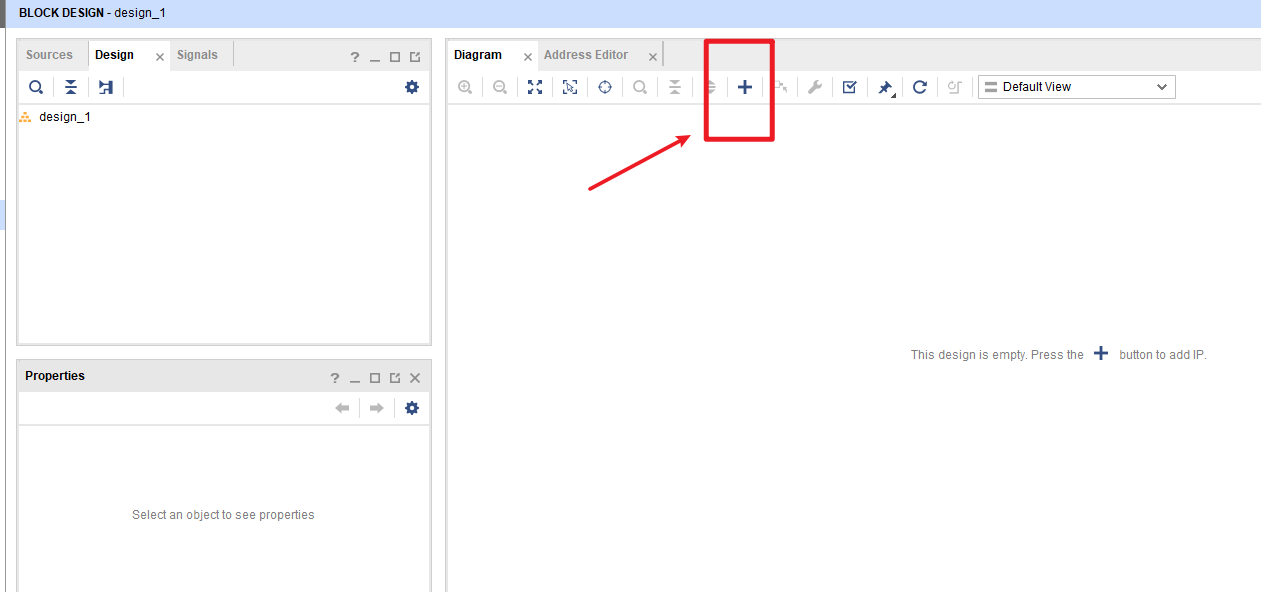 BLOCK DESIGN - design_1
Sources
Design
Signals
?
design_1
Properties
?
Select an object to see properties
Diagram
Address Editor
Default View
This design is empty. Press the + button to add IP.